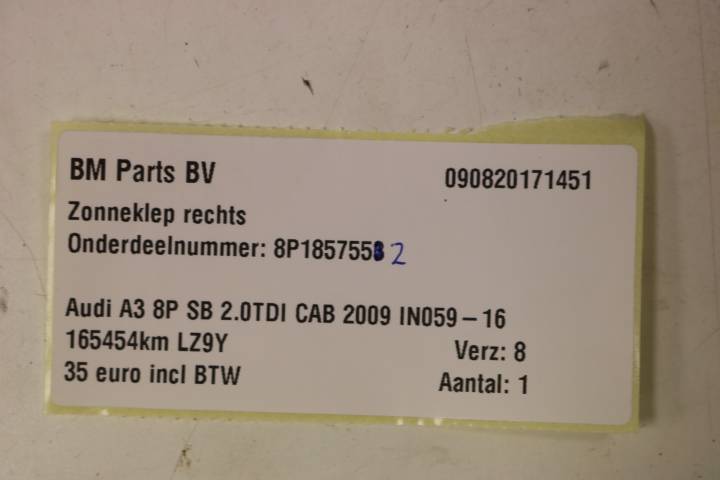 BM Parts BV 090820171451
Zonneklep rechts
Onderdeelnummer: 8P1857553 2
Audi A3 8P SB 2.0TDI CAB 2009 IN059-16
165454km LZ9Y Verz: 8
35 euro incl BTW Aantal: 1